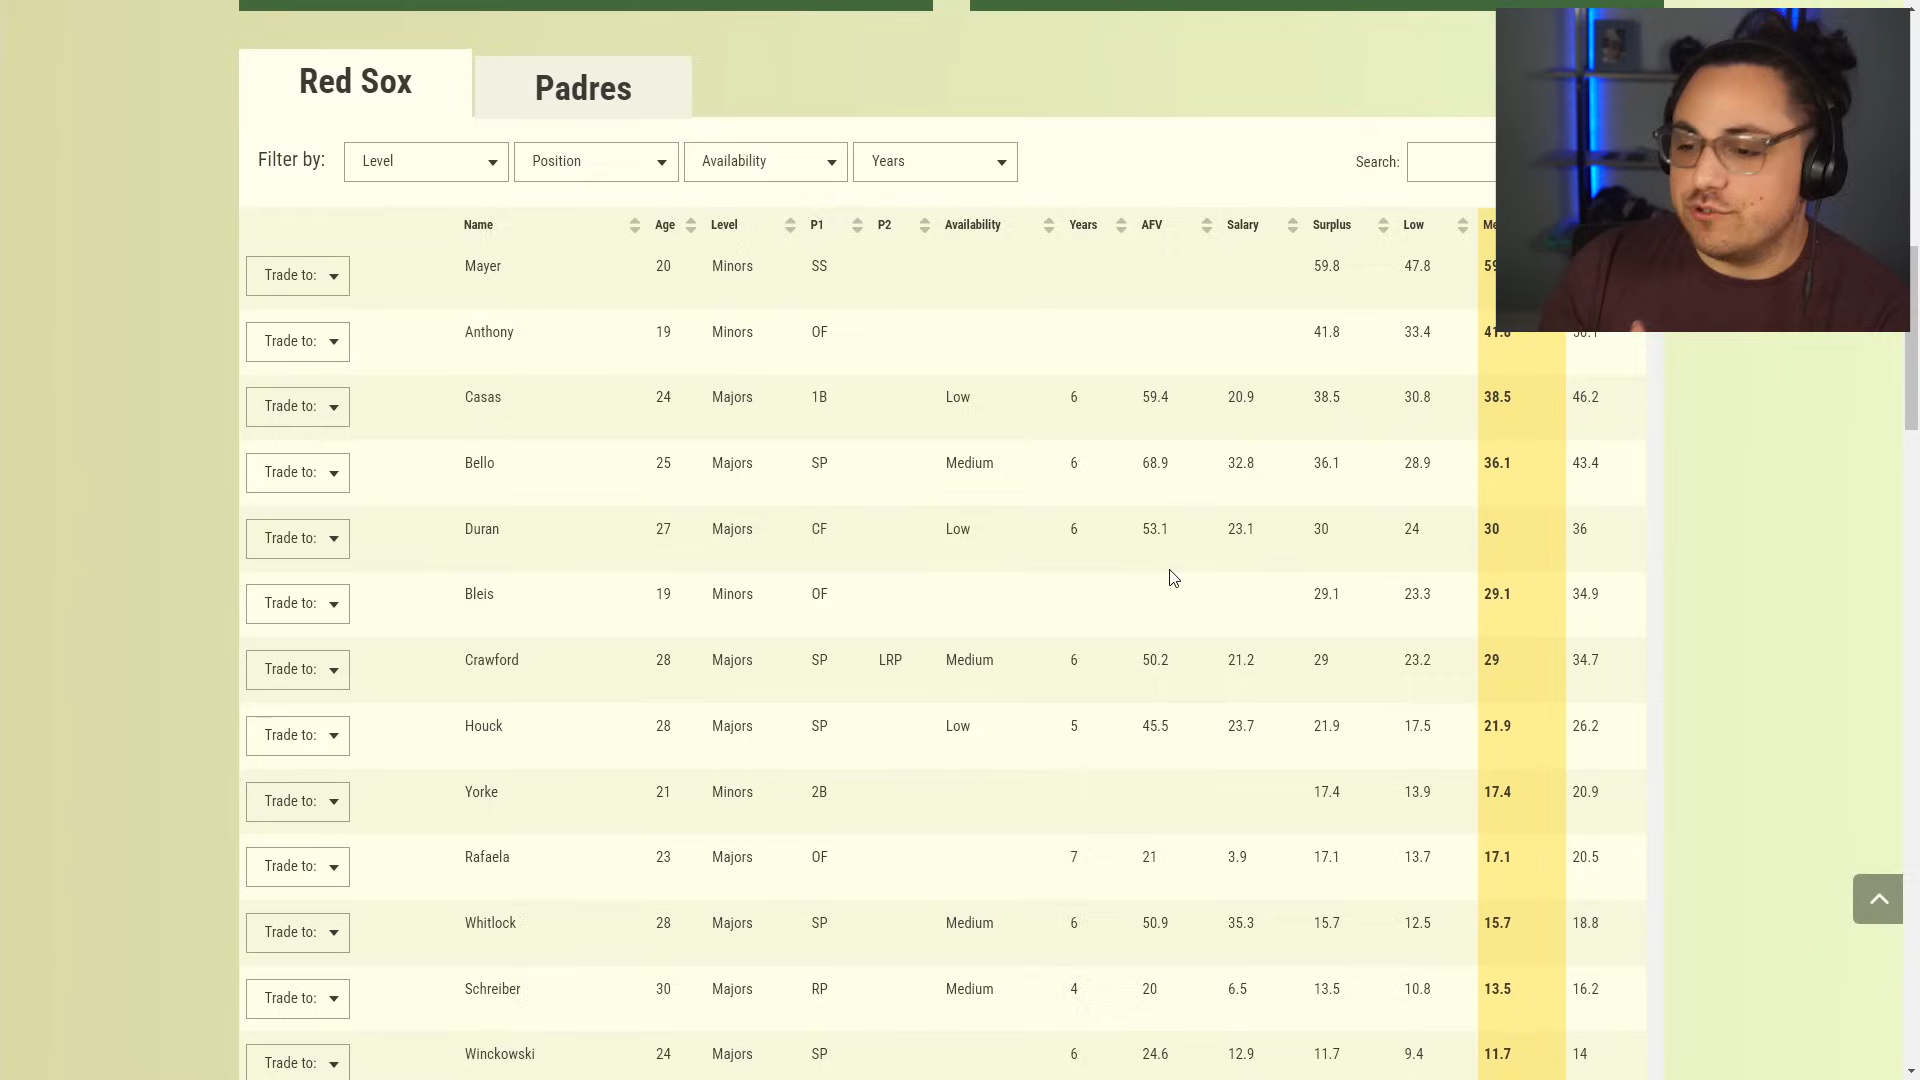 Red Sox Padres
Filter by: Level Position Availability Years Search:
Name Age Level P1 P2 Availability Years AFV Salary Surplus Low
Trade to: Mayer 20 Minors SS 59.8 47.8
Trade to: Anthony 19 Minors OF 41.8 33.4
Trade to: Casas 24 Majors 1B Low 6 59.4 20.9 38.5 30.8 38.5 46.2
Trade to: Bello 25 Majors SP Medium 6 68.9 32.8 36.1 28.9 36.1 43.4
Trade to: Duran 27 Majors CF Low 6 53.1 23.1 30 24 30 36
Trade to: Bleis 19 Minors OF 29.1 23.3 29.1 34.9
Trade to: Crawford 28 Majors SP LRP Medium 6 50.2 21.2 29 23.2 29 34.7
Trade to: Houck 28 Majors SP Low 5 45.5 23.7 21.9 17.5 21.9 26.2
Trade to: Yorke 21 Minors 2B 17.4 13.9 17.4 20.9
Trade to: Rafaela 23 Majors OF 7 21 3.9 17.1 13.7 17.1 20.5
Trade to: Whitlock 28 Majors SP Medium 6 50.9 35.3 15.7 12.5 15.7 18.8
Trade to: Schreiber 30 Majors RP Medium 4 20 6.5 13.5 10.8 13.5 16.2
Trade to: Winckowski 24 Majors SP 6 24.6 12.9 11.7 9.4 11.7 14